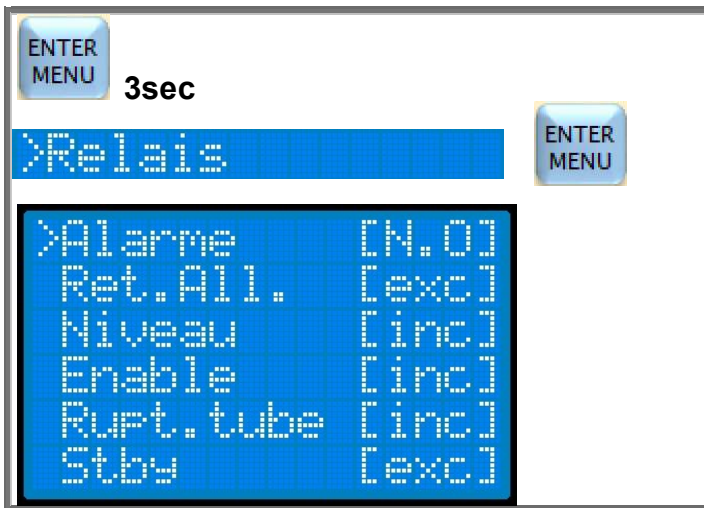 ENTER
MENU
3sec
>Relais
ENTER
MENU
>Alarme [N.O]
Ret.All. [exc]
Niveau [inc]
Enable [inc]
Rupt.tube [inc]
Stby [exc]